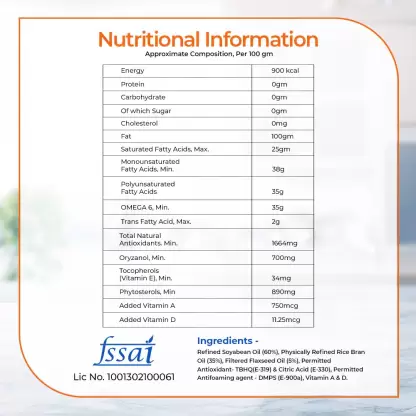 Nutritional Information
Approximate Composition, Per 100 gm
Energy 900 kcal
Protein 0gm
Carbohydrate 0gm
Of which Sugar 0gm
Cholesterol 0mg
Fat 100gm
Saturated Fatty Acids, Max. 25gm
Monounsaturated
Fatty Acids, Min. 38g
Polyunsaturated
Fatty Acids 35g
OMEGA 6, Min. 35g
Trans Fatty Acid, Max. 2g
Total Natural
Antioxidants. Min. 1664mg
Oryzanol, Min. 700mg
Tocopherols
(Vitamin E), Min. 34mg
Phytosterols, Min 890mg
Added Vitamin A 750mcg
Added Vitamin D 11.25mcg
fssai
Lic No. 1001302100061
Ingredients -
Refined Soyabean Oil (60%), Physically Refined Rice Bran
Oil (35%), Filtered Flaxseed Oil (5%), Permitted
Antioxidant- TBHQ(E-319) & Citric Acid (E-330), Permitted
Antifoaming agent - DMPS (E-900a), Vitamin A & D.